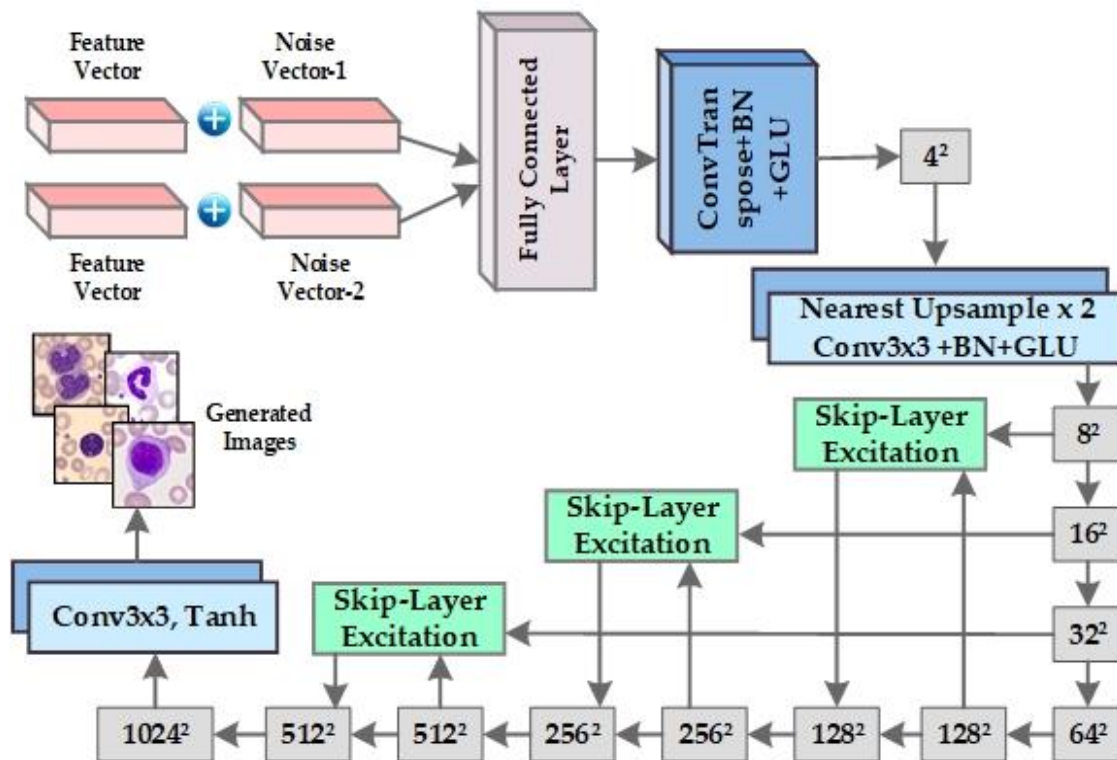 Feature
Vector
Noise
Vector-1
Feature
Vector
Noise
Vector-2
Fully Connected
Layer
ConvTran
spose+BN
+GLU
4²
Nearest Upsample x 2
Conv3x3 +BN+GLU
Generated
Images
Skip-Layer
Excitation
8²
Skip-Layer
Excitation
16²
Skip-Layer
Excitation
32²
Conv3x3, Tanh
1024²
512²
512²
256²
256²
128²
128²
64²